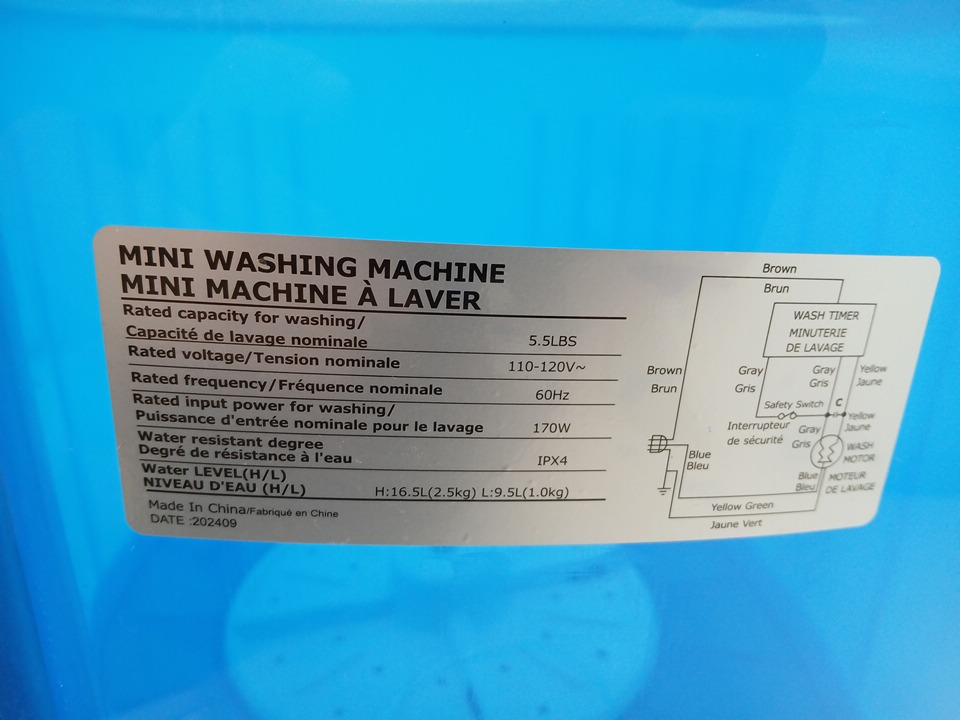 MINI WASHING MACHINE
MINI MACHINE À LAVER
Rated capacity for washing/
Capacité de lavage nominale 5.5LBS
Rated voltage/Tension nominale 110-120V~
Rated frequency/Fréquence nominale 60Hz
Rated input power for washing/
Puissance d'entrée nominale pour le lavage 170W
Water resistant degree
Degré de résistance à l'eau IPX4
Water LEVEL(H/L)
NIVEAU D'EAU (H/L) H:16.5L(2.5kg) L:9.5L(1.0kg)
Made In China/Fabriqué en Chine
DATE :202409
Brown
Brun
WASH TIMER
MINUTERIE
DE LAVAGE
Brown
Brun
Gray
Gris
Gray
Gris
Yellow
Jaune
Safety Switch
C
Interrupteur
de sécurité
Yellow
Jaune
Gray
Gris
WASH
MOTOR
Blue
Bleu
Blue
Bleu
MOTEUR
DE LAVAGE
Yellow Green
Jaune Vert